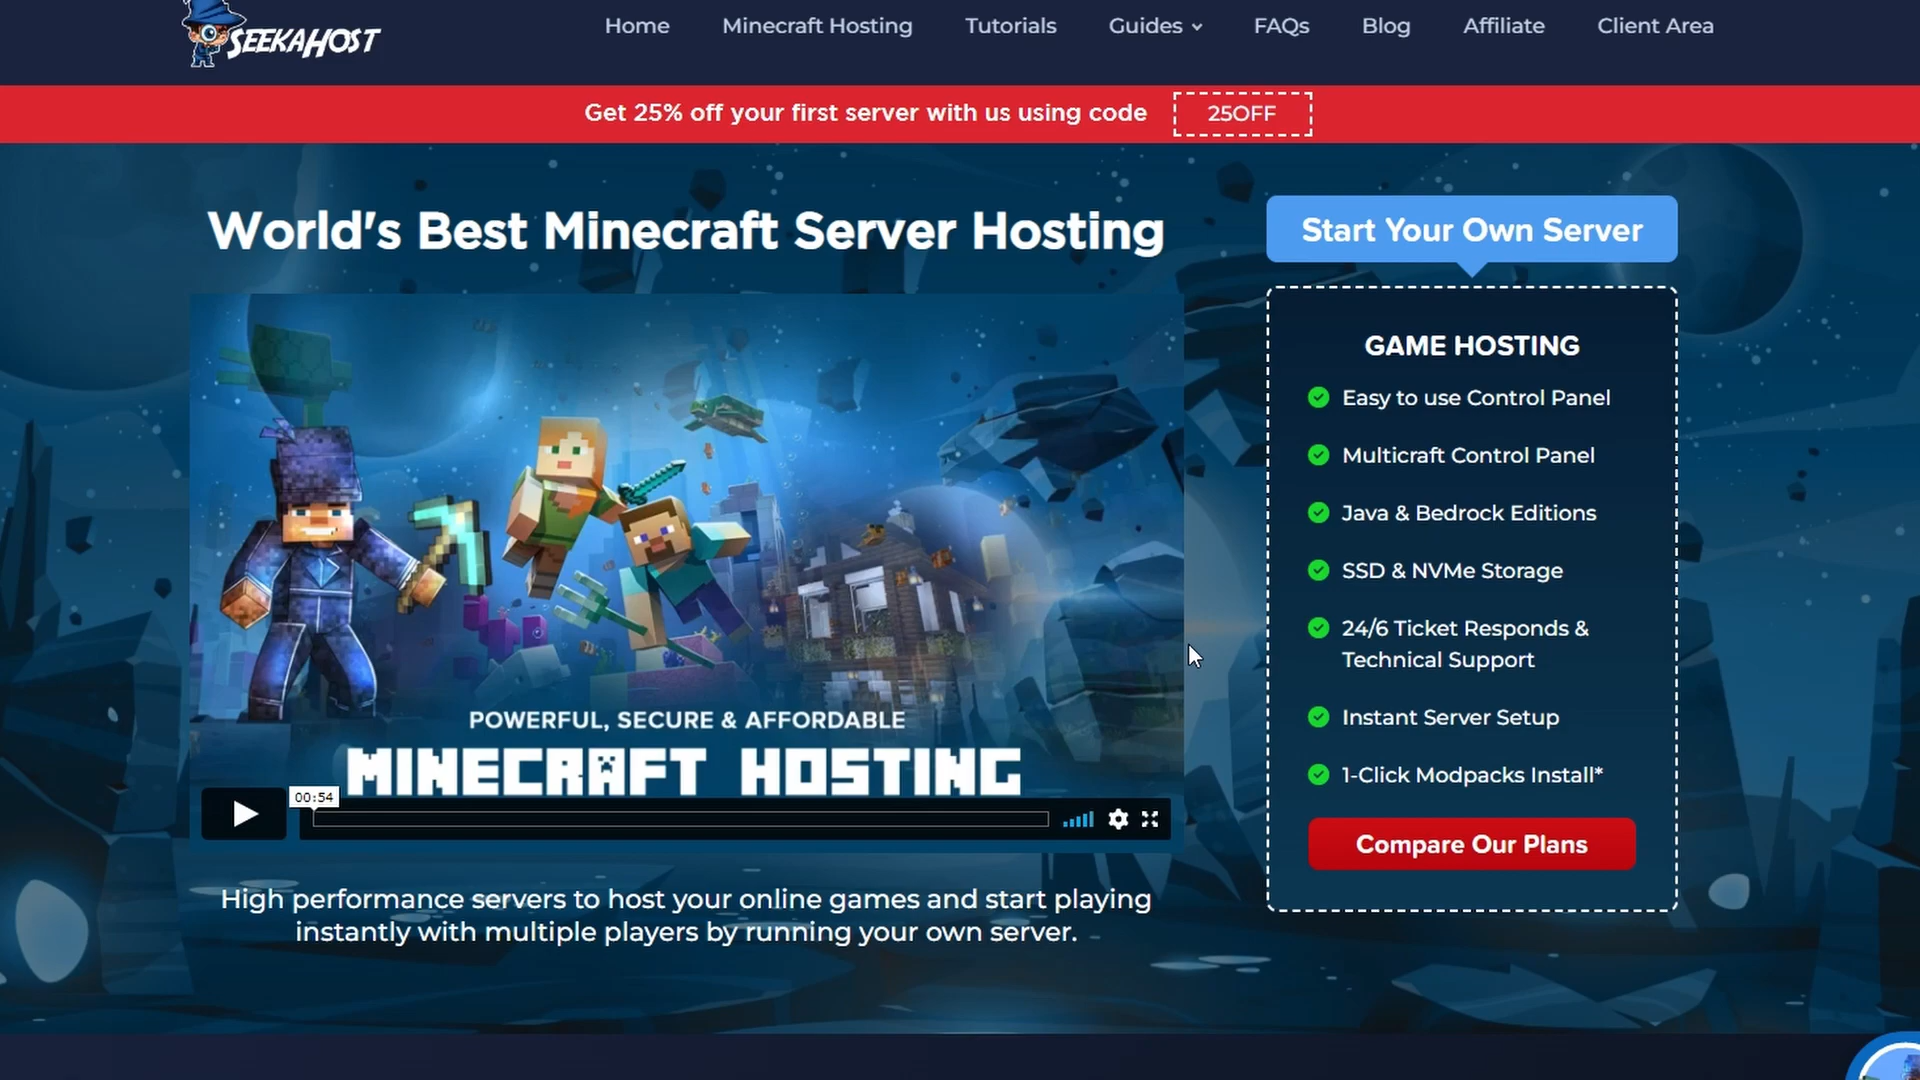 SEEKAHOST
Home Minecraft Hosting Tutorials Guides FAQs Blog Affiliate Client Area
Get 25% off your first server with us using code 25OFF
World's Best Minecraft Server Hosting
POWERFUL, SECURE & AFFORDABLE
MINECRAFT HOSTING
00:54
High performance servers to host your online games and start playing
instantly with multiple players by running your own server.
Start Your Own Server
GAME HOSTING
Easy to use Control Panel
Multicraft Control Panel
Java & Bedrock Editions
SSD & NVMe Storage
24/6 Ticket Responds &
Technical Support
Instant Server Setup
1-Click Modpacks Install*
Compare Our Plans